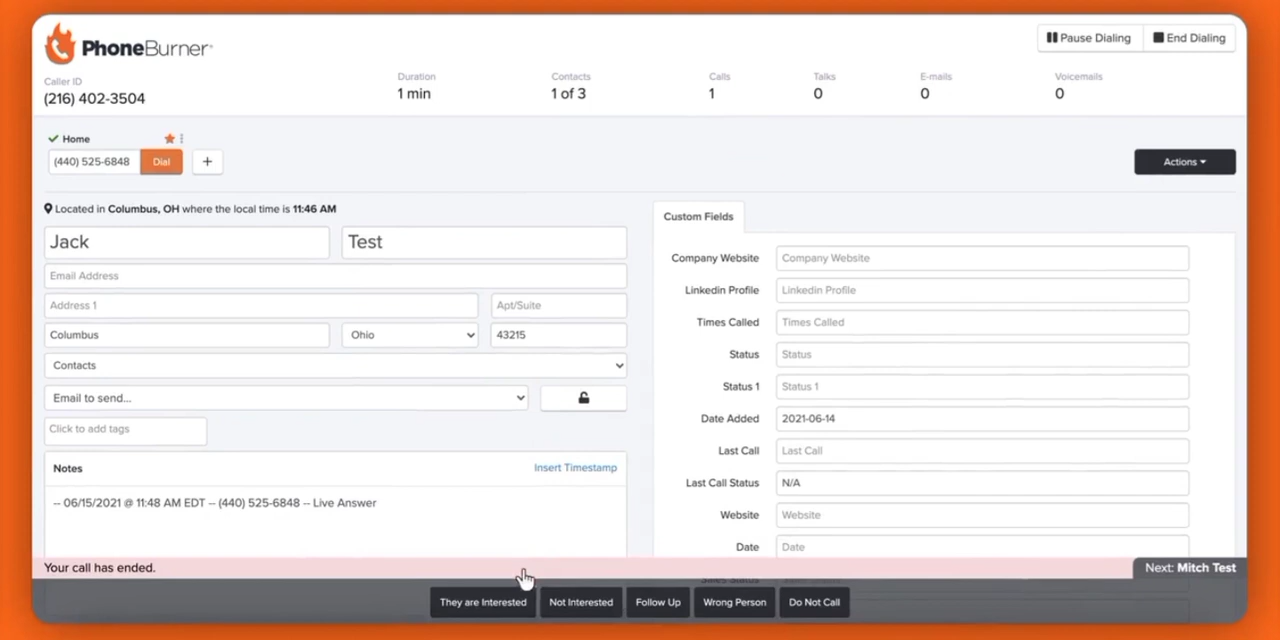 PhoneBurner
Pause Dialing
End Dialing
Caller ID
(216) 402-3504
Duration
1 min
Contacts
1 of 3
Calls
1
Talks
0
E-mails
0
Voicemails
0
Home
(440) 525-6848
Dial
+
Actions
Located in Columbus, OH where the local time is 11:46 AM
Jack
Test
Email Address
Address 1
Apt/Suite
Columbus
Ohio
43215
Contacts
Email to send...
Click to add tags
Notes
Insert Timestamp
-- 06/15/2021 @ 11:48 AM EDT -- (440) 525-6848 -- Live Answer
Custom Fields
Company Website
Company Website
Linkedin Profile
Linkedin Profile
Times Called
Times Called
Status
Status
Status 1
Status 1
Date Added
2021-06-14
Last Call
Last Call
Last Call Status
N/A
Website
Website
Date
Date
Your call has ended.
Next: Mitch Test
They are Interested
Not Interested
Follow Up
Wrong Person
Do Not Call